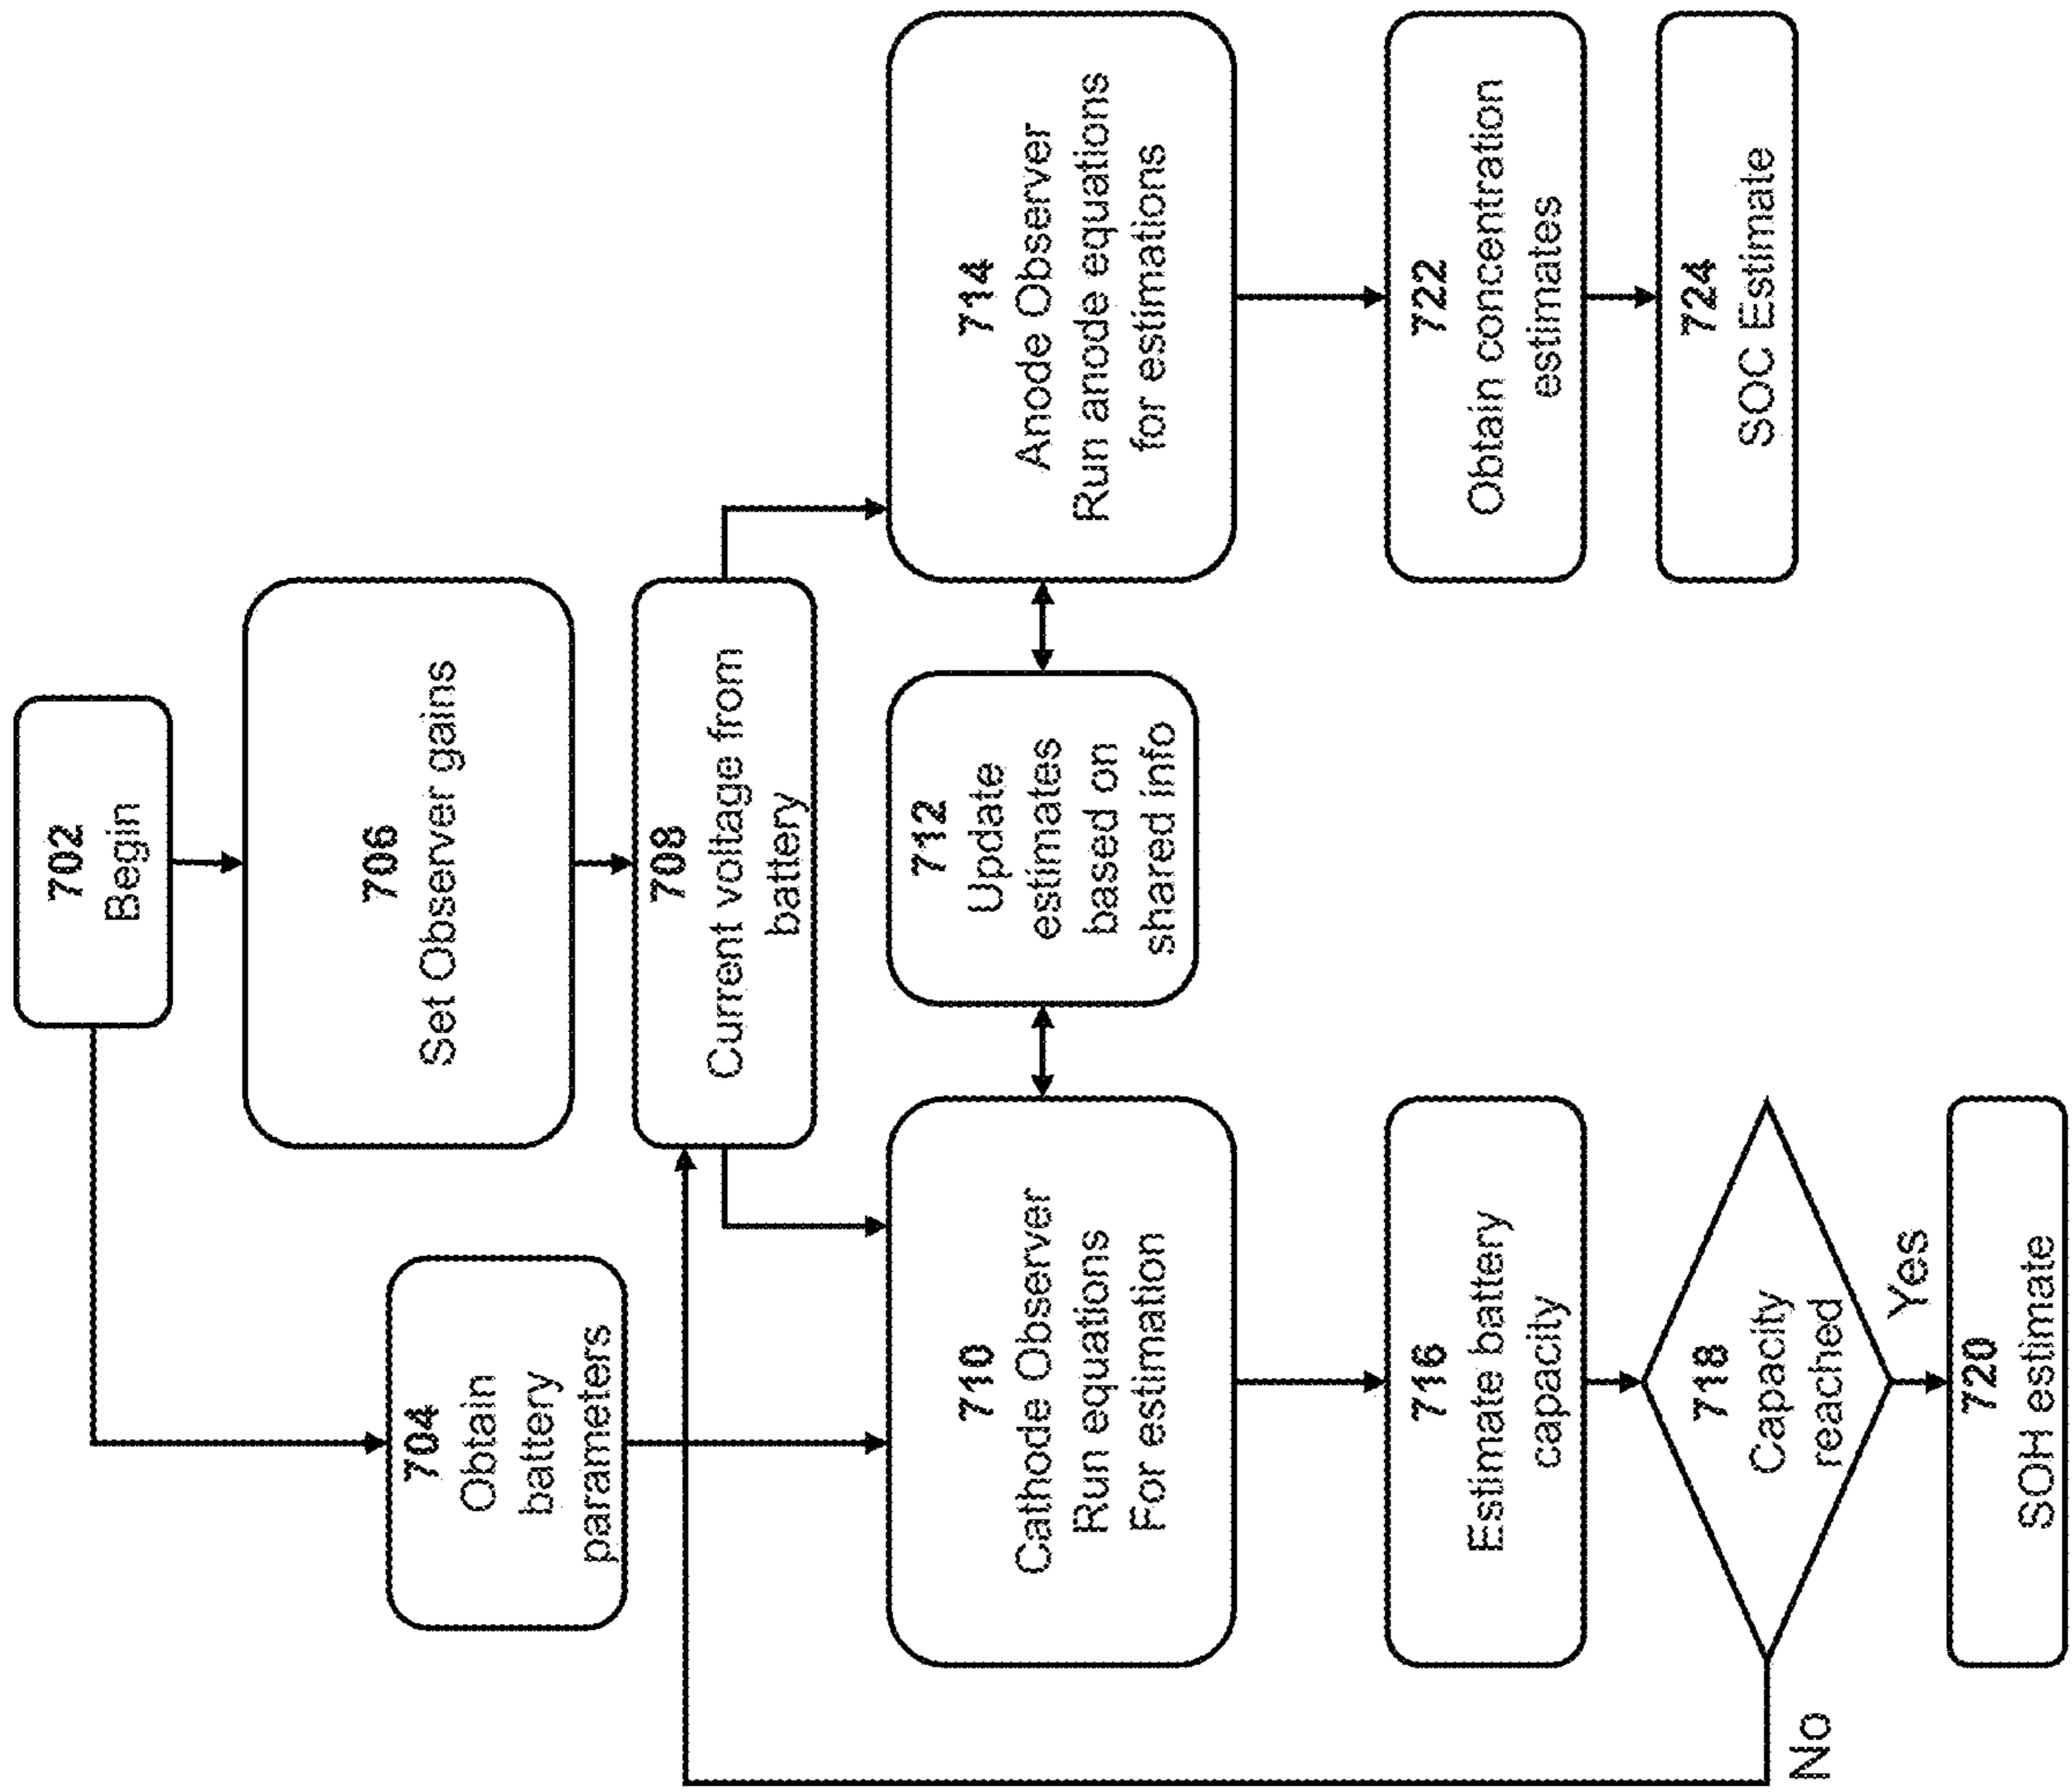 702
Begin
704
Obtain
battery
parameters
706
Set Observer gains
708
Current voltage from
battery
710
Cathode Observer
Run equations
For estimation
712
Update
estimates
based on
shared info
714
Anode Observer
Run anode equations
for estimations
716
Estimate battery
capacity
718
Capacity
reached
No
Yes
720
SOH estimate
722
Obtain concentration
estimates
724
SOC Estimate